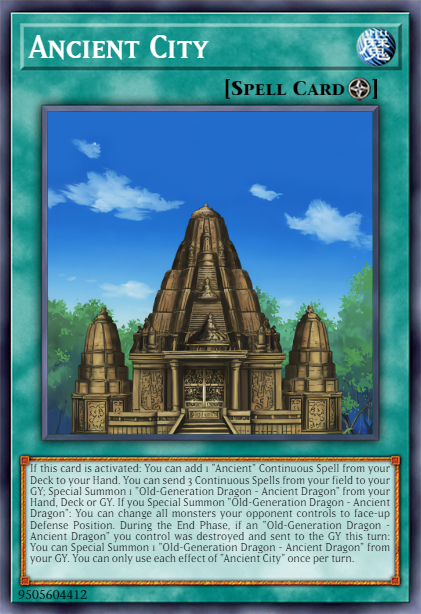 ANCIENT CITY
魔
[SPELL CARD]
If this card is activated: You can add 1 "Ancient" Continuous Spell from your
Deck to your Hand. You can send 3 Continuous Spells from your field to your
GY; Special Summon 1 "Old-Generation Dragon - Ancient Dragon" from your
Hand, Deck or GY. If you Special Summon "Old-Generation Dragon - Ancient
Dragon": You can change all monsters your opponent controls to face-up
Defense Position. During the End Phase, if an "Old-Generation Dragon -
Ancient Dragon" you control was destroyed and sent to the GY this turn:
You can Special Summon 1 "Old-Generation Dragon - Ancient Dragon" from
your GY. You can only use each effect of "Ancient City" once per turn.
9505604412